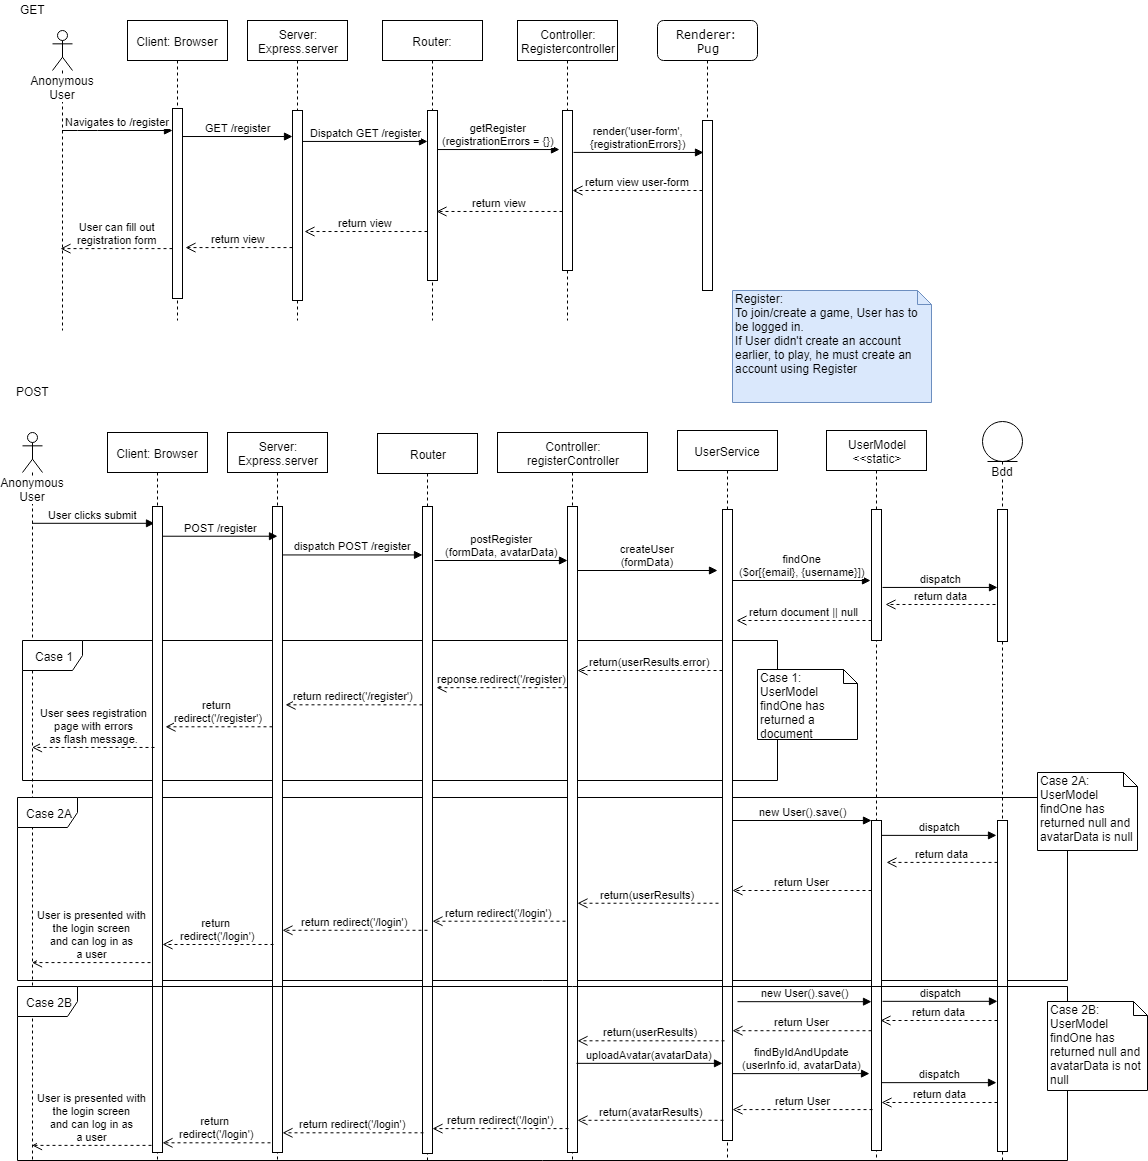 GET
Anonymous
User
Client: Browser
Server:
Express.server
Router:
Controller:
Registercontroller
Renderer:
Pug
Navigates to /register
GET /register
Dispatch GET /register
getRegister
(registrationErrors = {})
render('user-form',
{registrationErrors})
return view user-form
return view
return view
return view
User can fill out
registration form
Register:
To join/create a game, User has to
be logged in.
If User didn't create an account
earlier, to play, he must create an
account using Register
POST
Anonymous
User
Client: Browser
Server:
Express.server
Router
Controller:
registerController
UserService
UserModel
<<static>
Bdd
User clicks submit
POST /register
dispatch POST /register
postRegister
(formData, avatarData)
createUser
(formData)
findOne
($or[{email}, {username}])
dispatch
return data
return document || null
Case 1
return(userResults.error)
reponse.redirect('/register)
return redirect('/register')
return
redirect('/register')
User sees registration
page with errors
as flash message.
Case 1:
UserModel
findOne has
returned a
document
Case 2A
Case 2A:
UserModel
findOne has
returned null and
avatarData is null
new User().save()
dispatch
return data
return User
return(userResults)
return redirect('/login')
return redirect('/login')
return
redirect('/login')
User is presented with
the login screen
and can log in as
a user
Case 2B
Case 2B:
UserModel
findOne has
returned null and
avatarData is not
null
new User().save()
dispatch
return data
return User
return(userResults)
uploadAvatar(avatarData)
findByIdAndUpdate
(userInfo.id, avatarData)
dispatch
return data
return User
return(avatarResults)
return redirect('/login')
return redirect('/login')
return
redirect('/login')
User is presented with
the login screen
and can log in as
a user